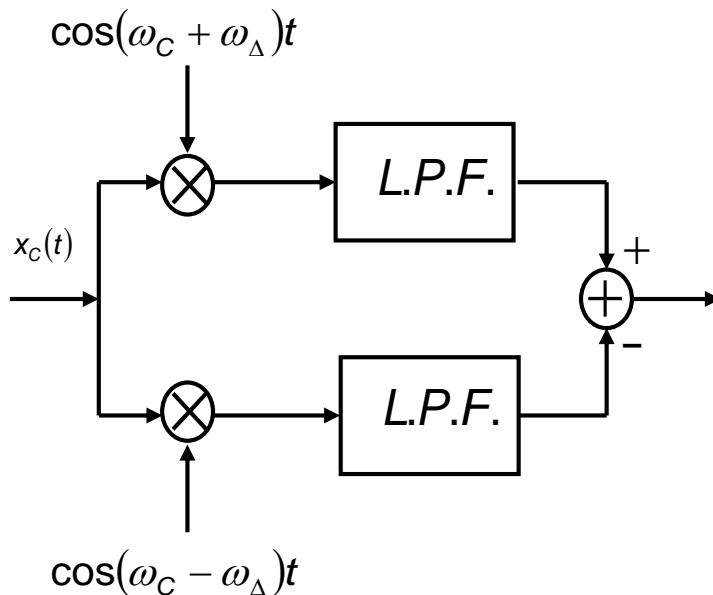 cos(ω_C + ω_Δ)t
L.P.F.
x_C(t)
+
+
-
L.P.F.
cos(ω_C − ω_Δ)t